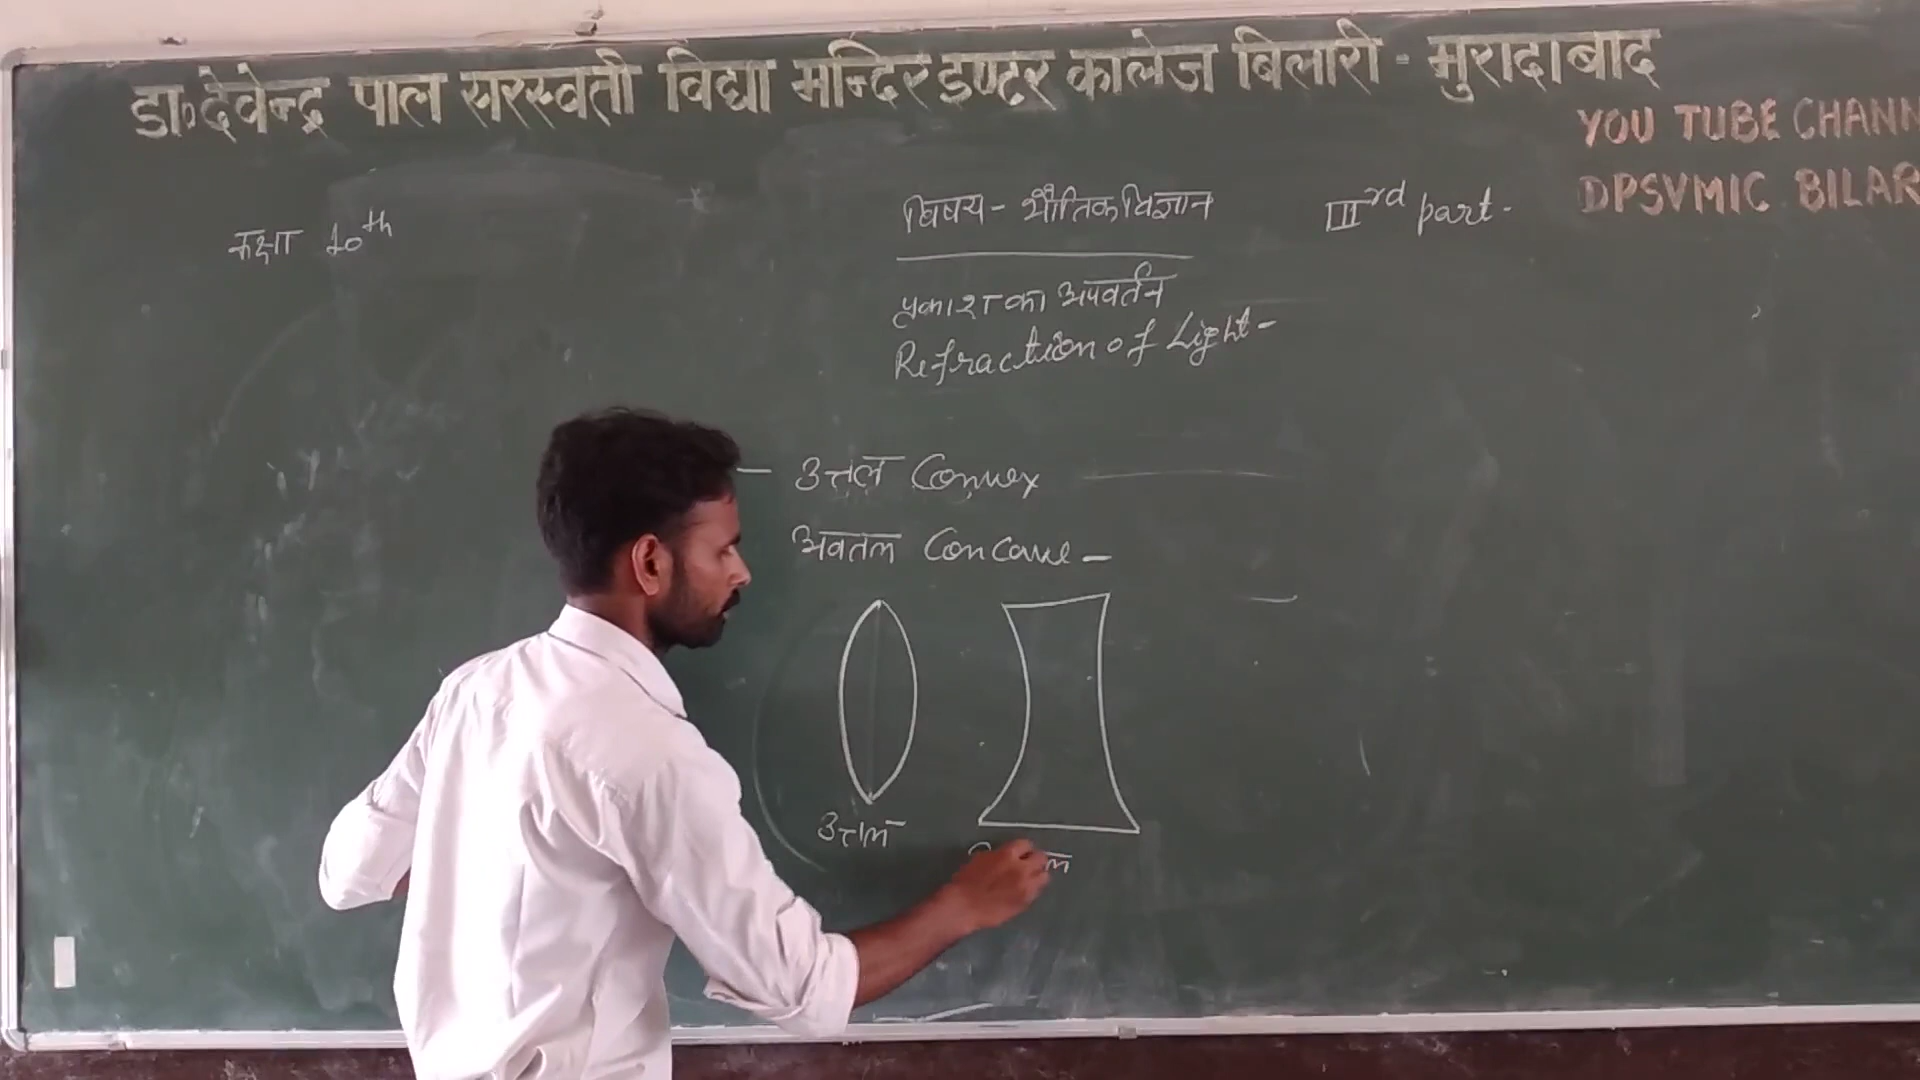 डा॰ देवेन्द्र पाल सरस्वती विद्या मन्दिर इण्टर कालेज बिलारी - मुरादाबाद
YOU TUBE CHANN
DPSVMIC BILAR
कक्षा 10th
विषय - भौतिक विज्ञान
IIIrd part -
प्रकाश का अपवर्तन
Refraction of Light -
उत्तल Convex
अवतल Concave -
उत्तल